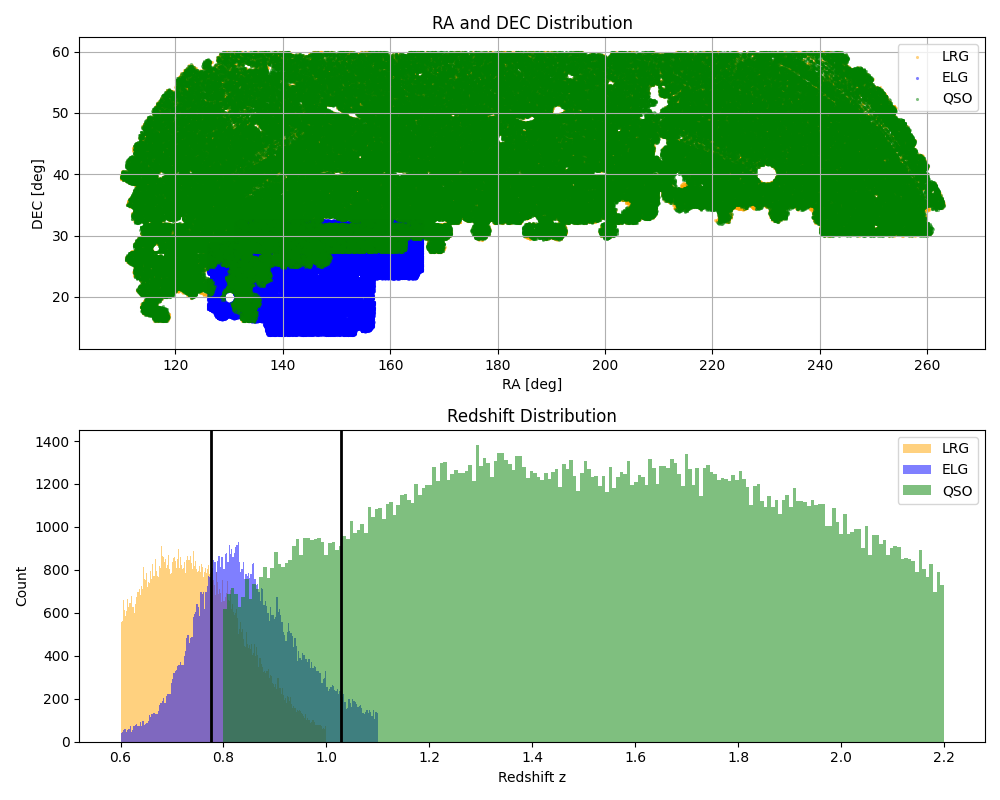 RA and DEC Distribution
60
50
40
30
20
DEC [deg]
LRG
ELG
QSO
120 140 160 180 200 220 240 260
RA [deg]
Redshift Distribution
1400
1200
1000
800
600
400
200
0
Count
LRG
ELG
QSO
0.6 0.8 1.0 1.2 1.4 1.6 1.8 2.0 2.2
Redshift z